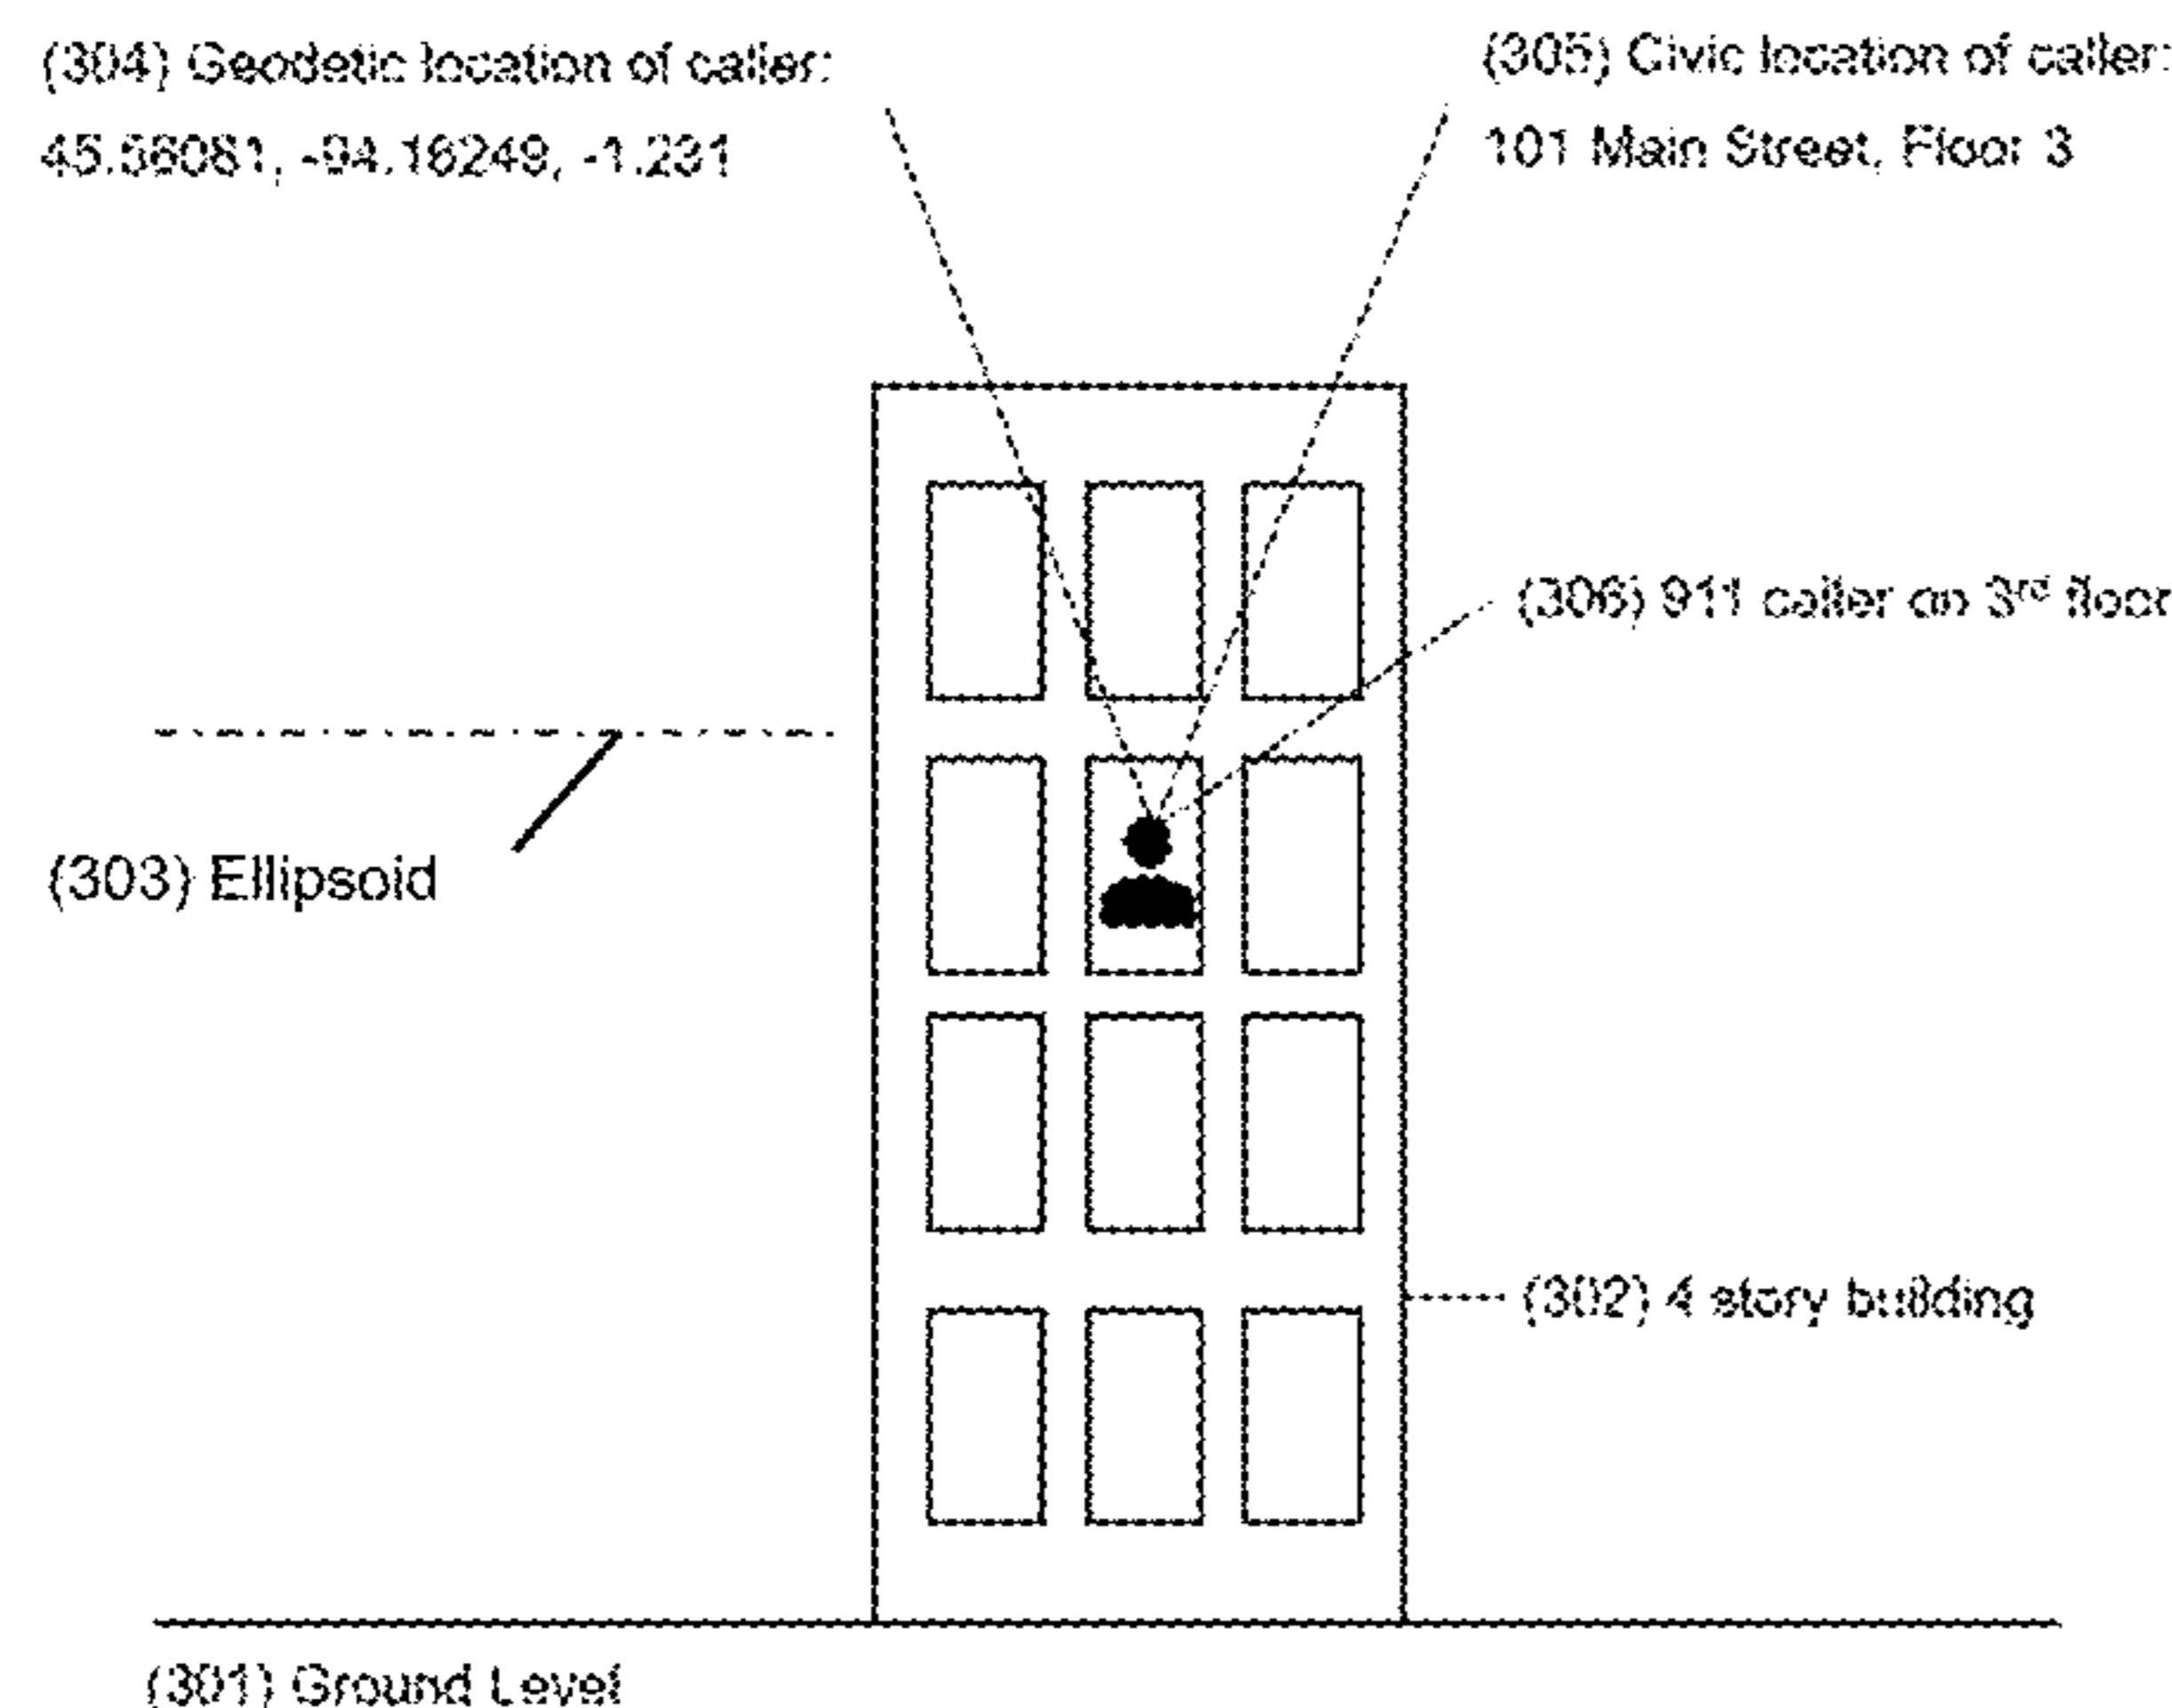 (304) Geodetic location of caller:
45.56081, -94.16249, -1.231
(305) Civic location of caller:
101 Main Street, Floor 3
(306) 911 caller on 3rd floor
(303) Ellipsoid
(302) 4 story building
(301) Ground Level